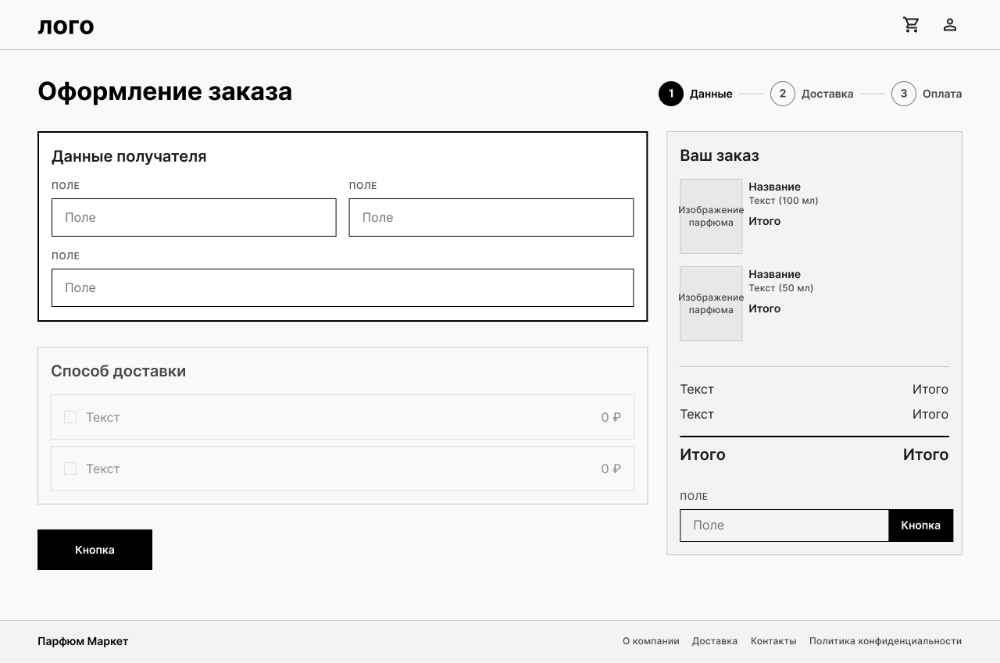 лого
Оформление заказа
1 Данные 2 Доставка 3 Оплата
Данные получателя
ПОЛЕ ПОЛЕ
Поле Поле
ПОЛЕ
Поле
Способ доставки
Текст 0 ₽
Текст 0 ₽
Кнопка
Ваш заказ
Изображение
парфюма
Название
Текст (100 мл)
Итого
Изображение
парфюма
Название
Текст (50 мл)
Итого
Текст Итого
Текст Итого
Итого Итого
ПОЛЕ
Поле Кнопка
Парфюм Маркет О компании Доставка Контакты Политика конфиденциальности